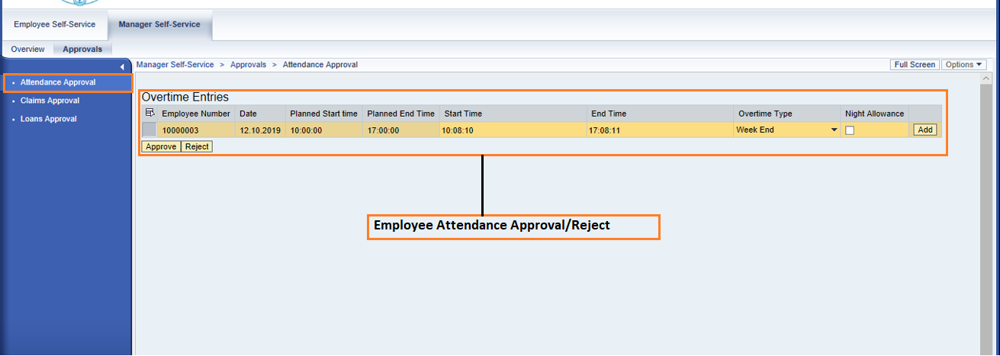 Employee Self-Service Manager Self-Service
Overview Approvals
Manager Self-Service > Approvals > Attendance Approval Full Screen Options
• Attendance Approval
• Claims Approval
• Loans Approval
Overtime Entries
Employee Number Date Planned Start time Planned End Time Start Time End Time Overtime Type Night Allowance
10000003 12.10.2019 10:00:00 17:00:00 10:08:10 17:08:11 Week End Add
Approve Reject
Employee Attendance Approval/Reject